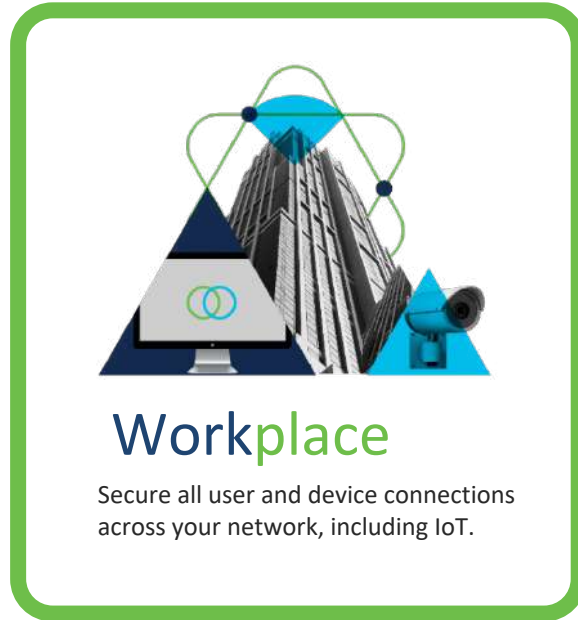 Workplace
Secure all user and device connections
across your network, including IoT.